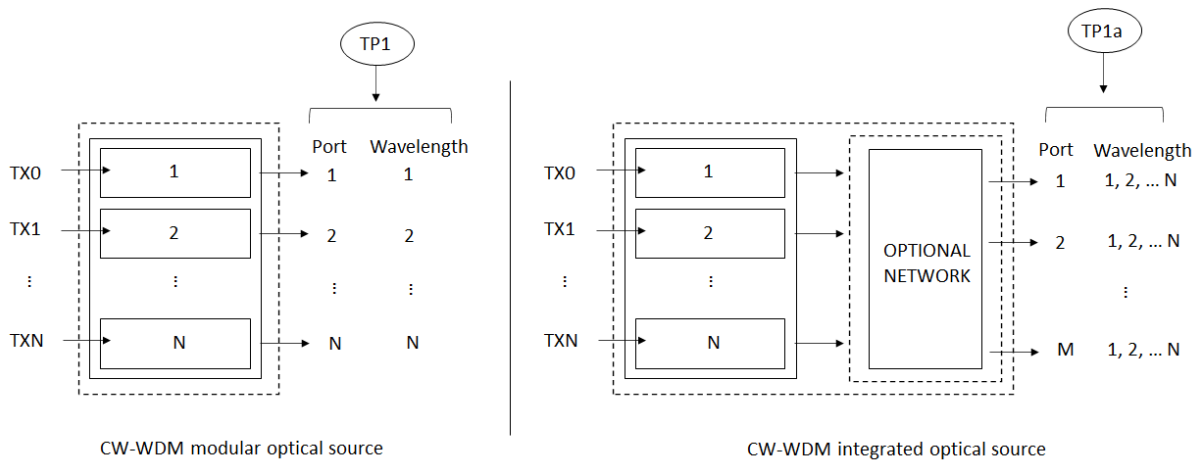 TP1
Port Wavelength
TX0 1 1 1
TX1 2 2 2
⋮ ⋮ ⋮ ⋮
TXN N N N
CW-WDM modular optical source
TP1a
Port Wavelength
TX0 1 1 1, 2, ... N
TX1 2 2 1, 2, ... N
OPTIONAL
NETWORK
⋮ ⋮ ⋮
TXN N M 1, 2, ... N
CW-WDM integrated optical source